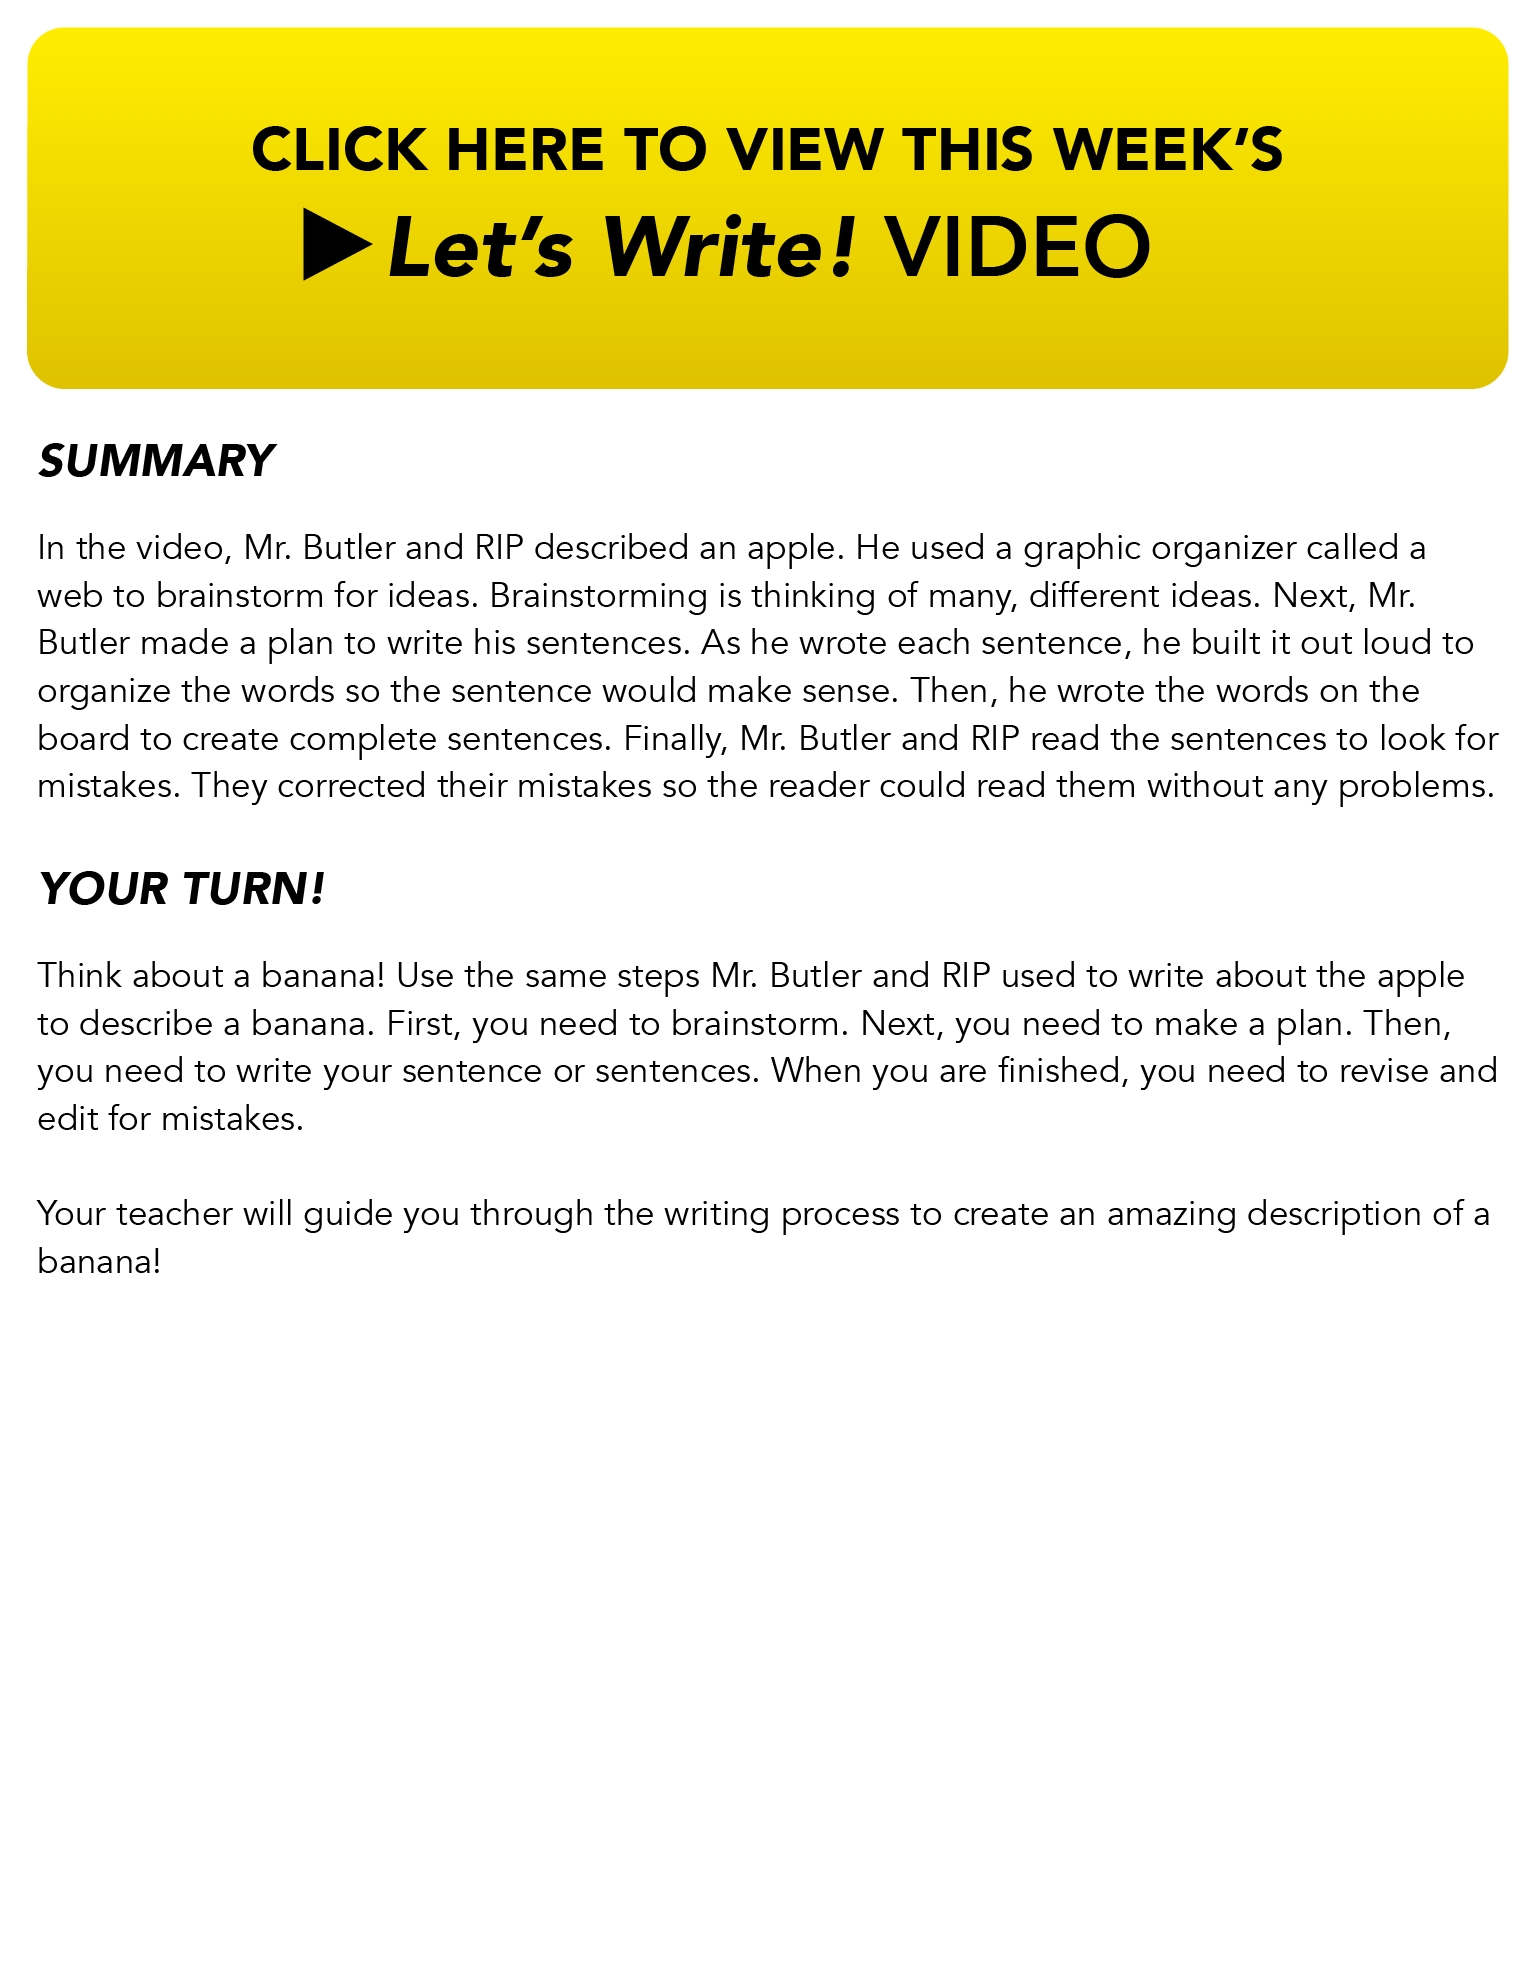 CLICK HERE TO VIEW THIS WEEK’S
Let’s Write! VIDEO
SUMMARY
In the video, Mr. Butler and RIP described an apple. He used a graphic organizer called a
web to brainstorm for ideas. Brainstorming is thinking of many, different ideas. Next, Mr.
Butler made a plan to write his sentences. As he wrote each sentence, he built it out loud to
organize the words so the sentence would make sense. Then, he wrote the words on the
board to create complete sentences. Finally, Mr. Butler and RIP read the sentences to look for
mistakes. They corrected their mistakes so the reader could read them without any problems.
YOUR TURN!
Think about a banana! Use the same steps Mr. Butler and RIP used to write about the apple
to describe a banana. First, you need to brainstorm. Next, you need to make a plan. Then,
you need to write your sentence or sentences. When you are finished, you need to revise and
edit for mistakes.
Your teacher will guide you through the writing process to create an amazing description of a
banana!